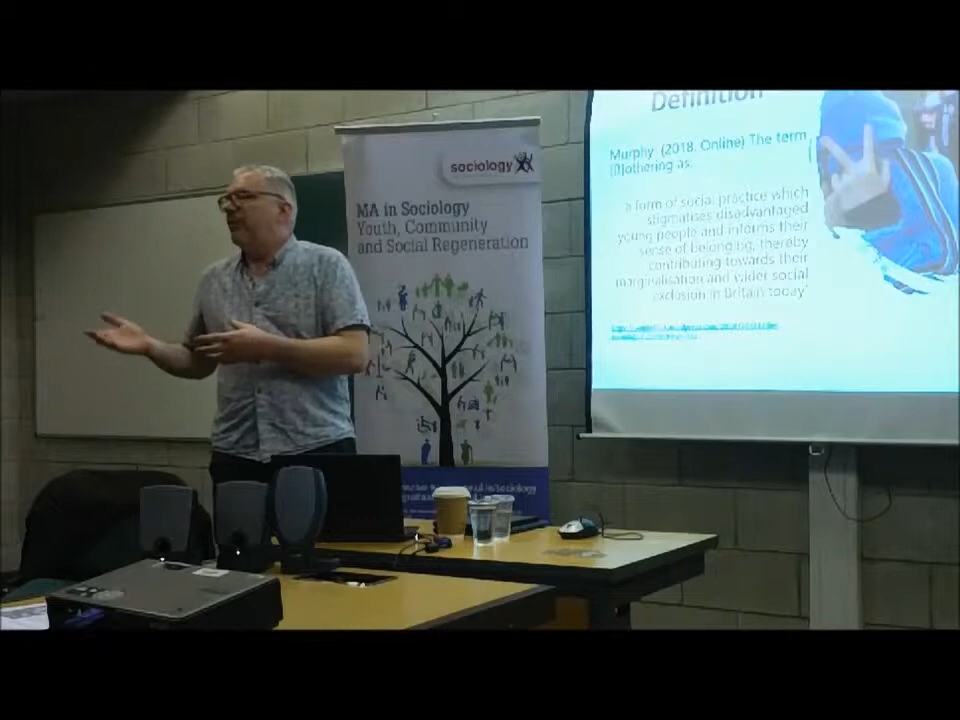 sociology
MA in Sociology
Youth, Community
and Social Regeneration
Definition
Murphy (2018. Online) The term
as:
a form of social practice which
stigmatises disadvantaged
young people and informs their
sense of belonging, thereby
contributing towards their
marginalisation and wider social
exclusion in Britain today'